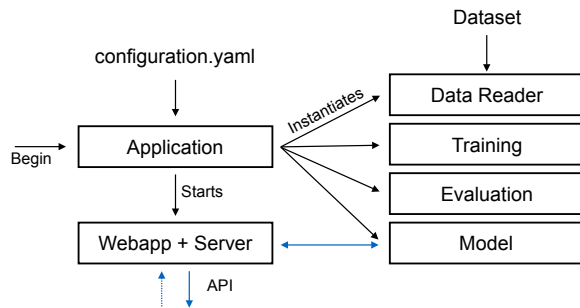 Dataset
configuration.yaml
Instantiates
Data Reader
Begin
Application
Training
Starts
Evaluation
Webapp + Server
Model
API